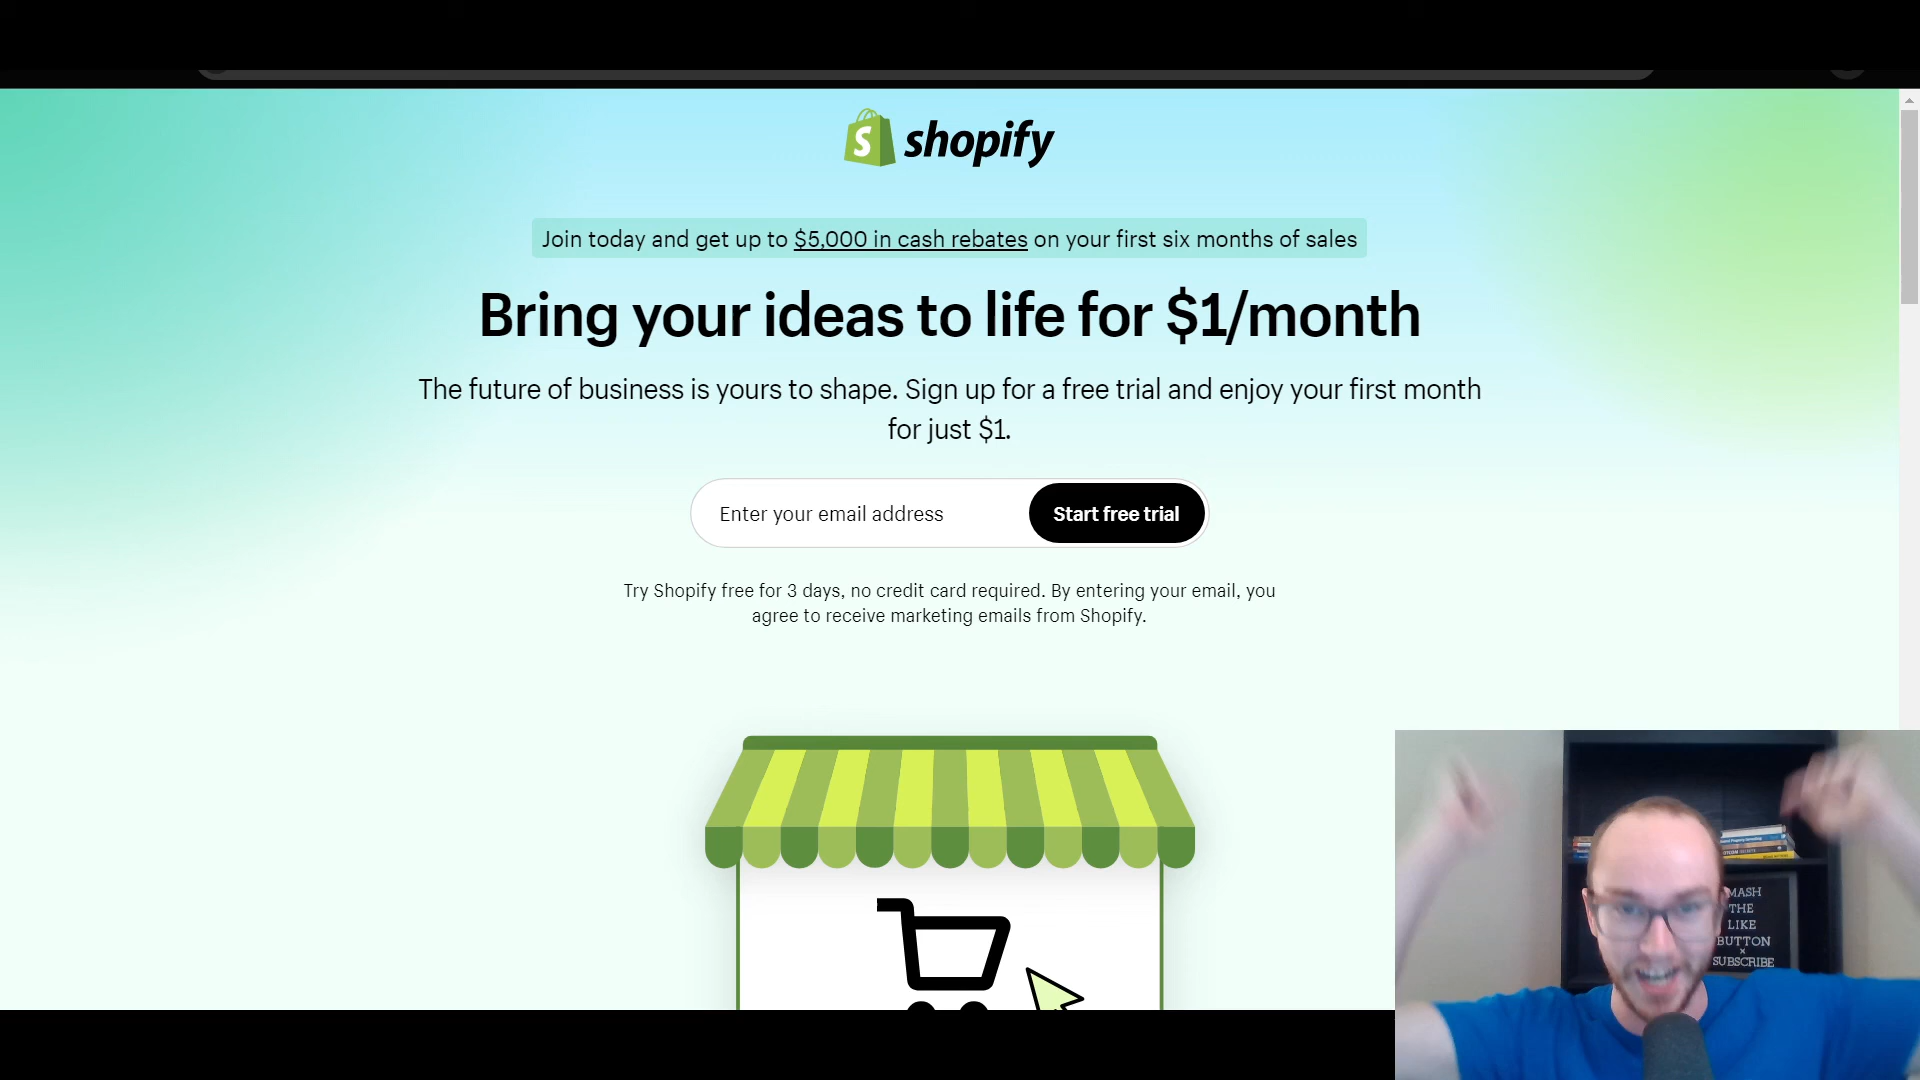 shopify
Join today and get up to $5,000 in cash rebates on your first six months of sales
Bring your ideas to life for $1/month
The future of business is yours to shape. Sign up for a free trial and enjoy your first month
for just $1.
Enter your email address
Start free trial
Try Shopify free for 3 days, no credit card required. By entering your email, you
agree to receive marketing emails from Shopify.
MASH
THE
LIKE
BUTTON
×
SUBSCRIBE